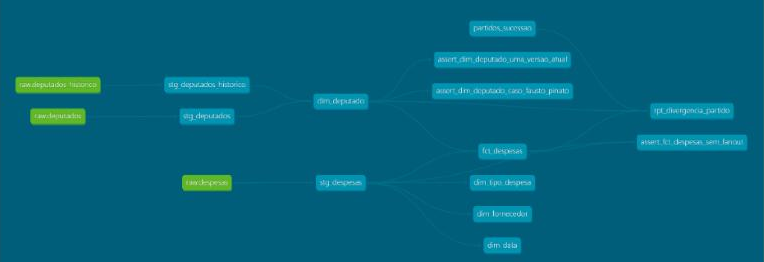 partidos_sucessao
assert_dim_deputado_uma_versao_atual
raw.deputados_historico
stg_deputados_historico
assert_dim_deputado_caso_fausto_pinato
dim_deputado
rpt_divergencia_partido
raw.deputados
stg_deputados
assert_fct_despesas_sem_fanout
fct_despesas
raw.despesas
stg_despesas
dim_tipo_despesa
dim_fornecedor
dim_data